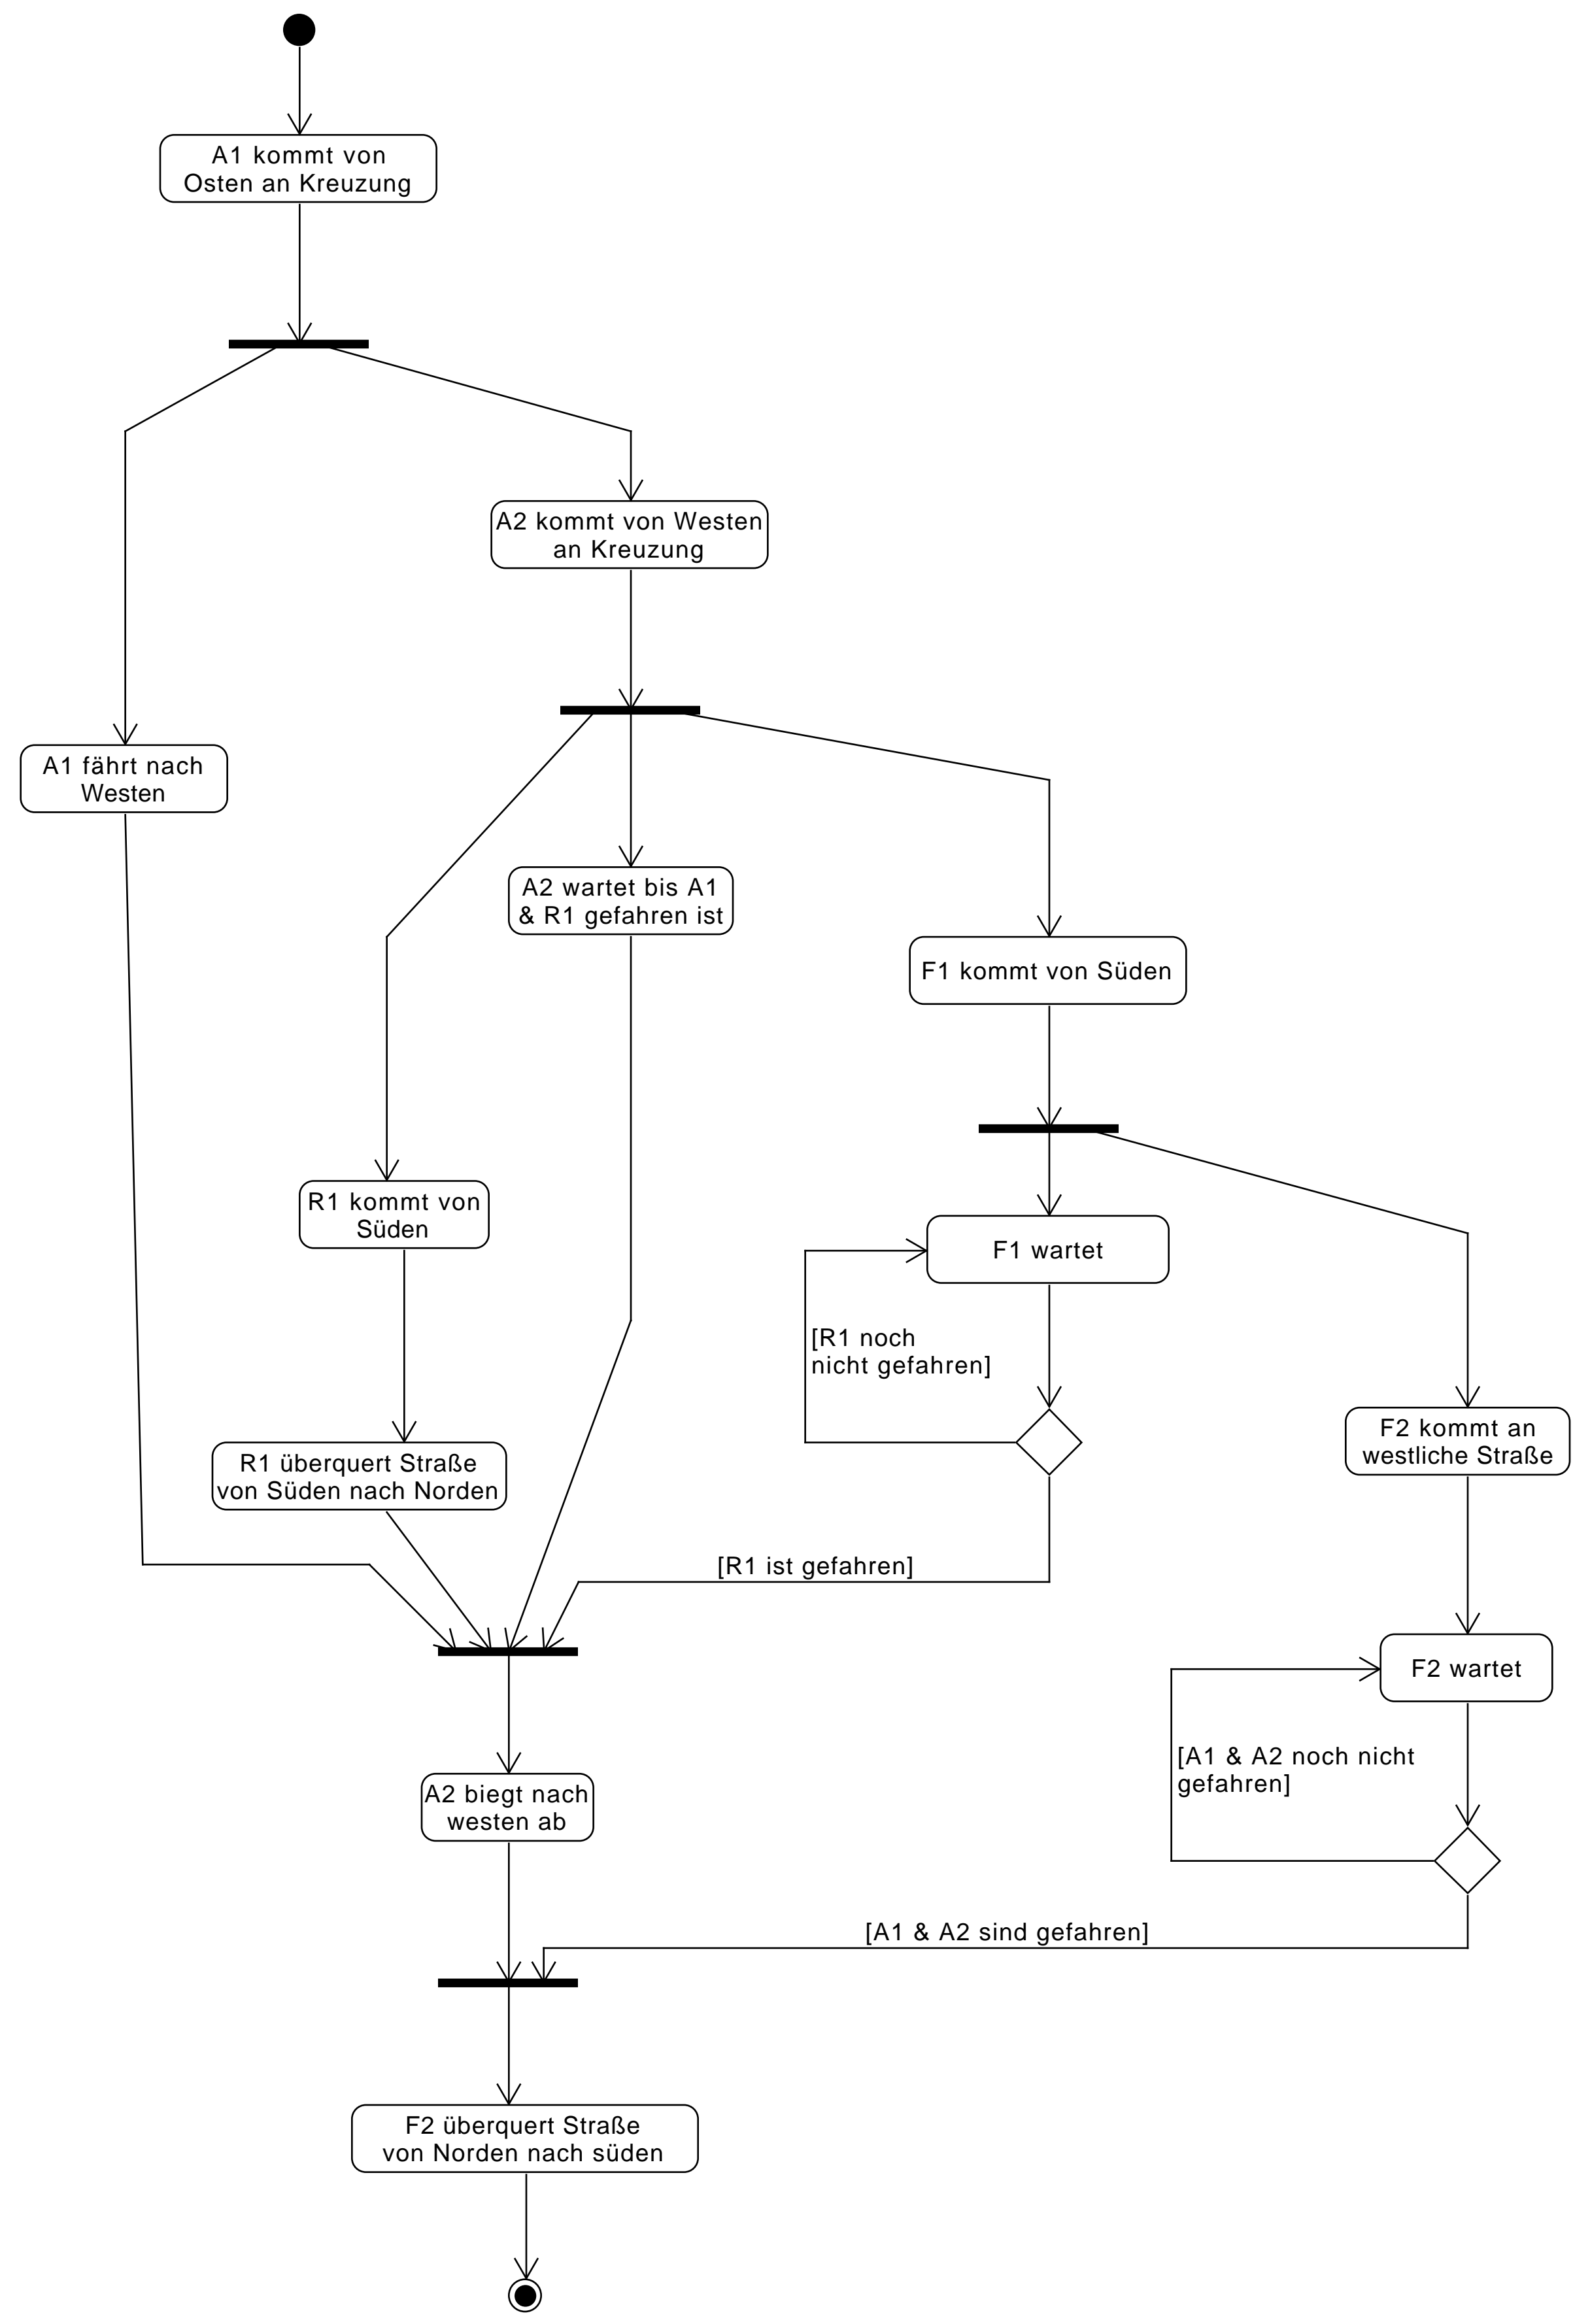 A1 kommt von
Osten an Kreuzung
A2 kommt von Westen
an Kreuzung
A1 fährt nach
Westen
A2 wartet bis A1
& R1 gefahren ist
F1 kommt von Süden
R1 kommt von
Süden
F1 wartet
[R1 noch
nicht gefahren]
F2 kommt an
westliche Straße
R1 überquert Straße
von Süden nach Norden
[R1 ist gefahren]
F2 wartet
[A1 & A2 noch nicht
gefahren]
A2 biegt nach
westen ab
[A1 & A2 sind gefahren]
F2 überquert Straße
von Norden nach süden